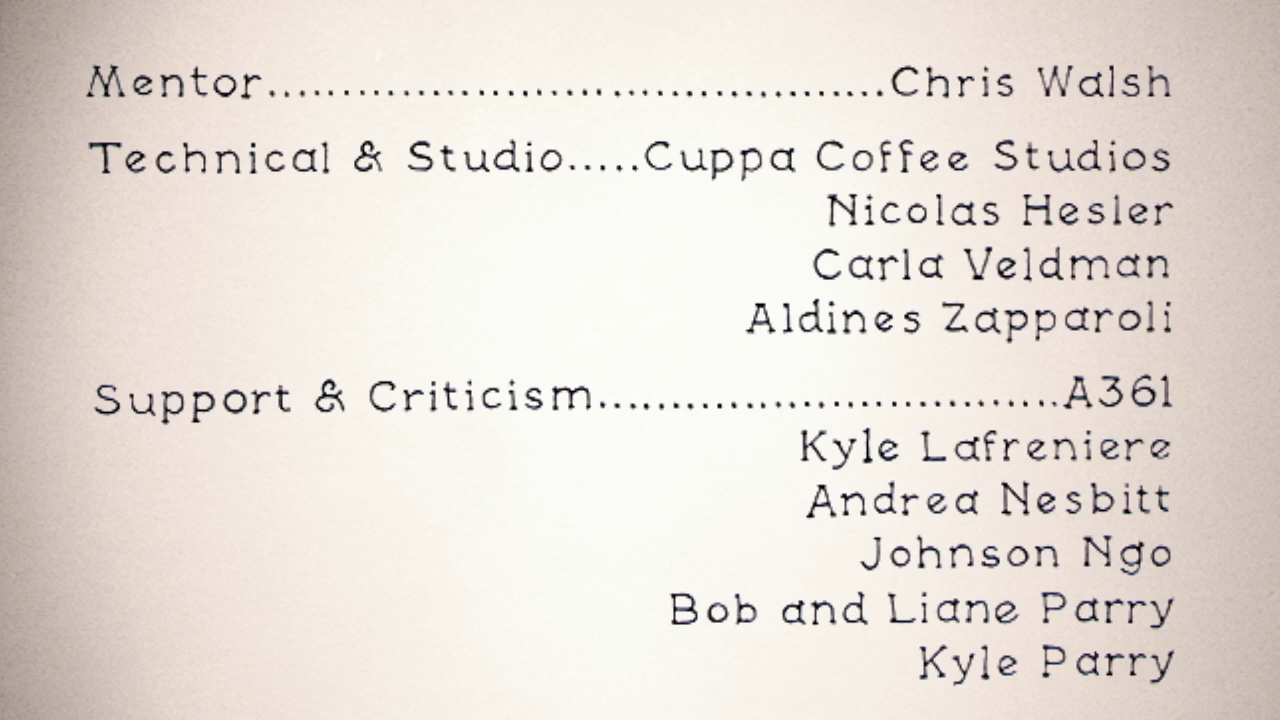 Mentor..................................................Chris Walsh
Technical & Studio.....Cuppa Coffee Studios
Nicolas Hesler
Carla Veldman
Aldines Zapparoli
Support & Criticism......................................A361
Kyle Lafreniere
Andrea Nesbitt
Johnson Ngo
Bob and Liane Parry
Kyle Parry